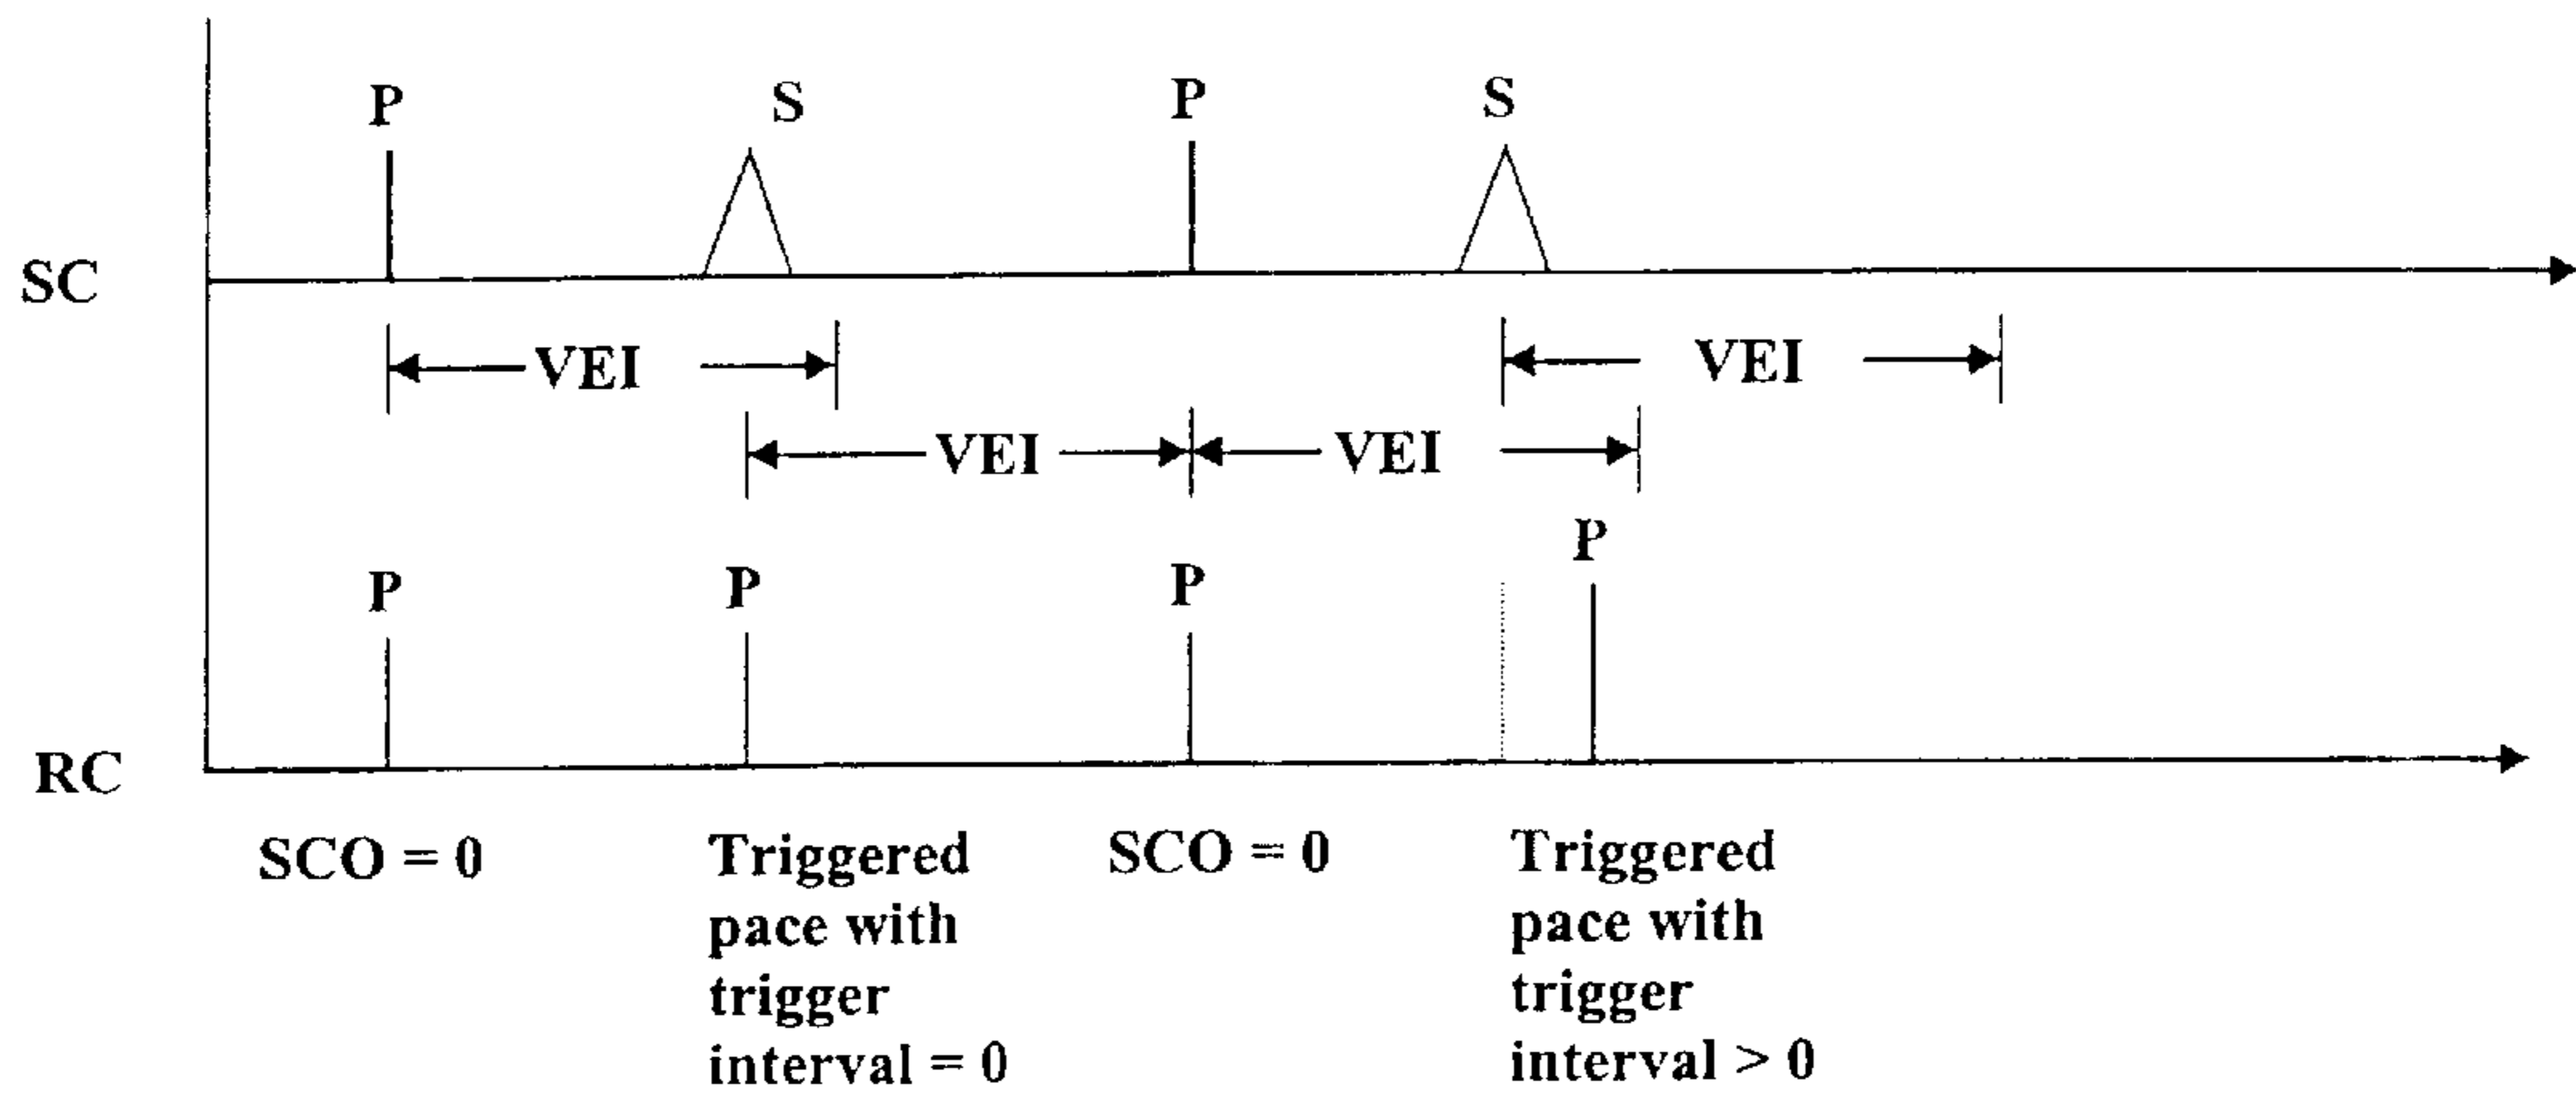 P
S
P
S
SC
VEI
VEI
VEI
VEI
P
P
P
P
RC
SCO = 0
Triggered
pace with
trigger
interval = 0
SCO = 0
Triggered
pace with
trigger
interval > 0